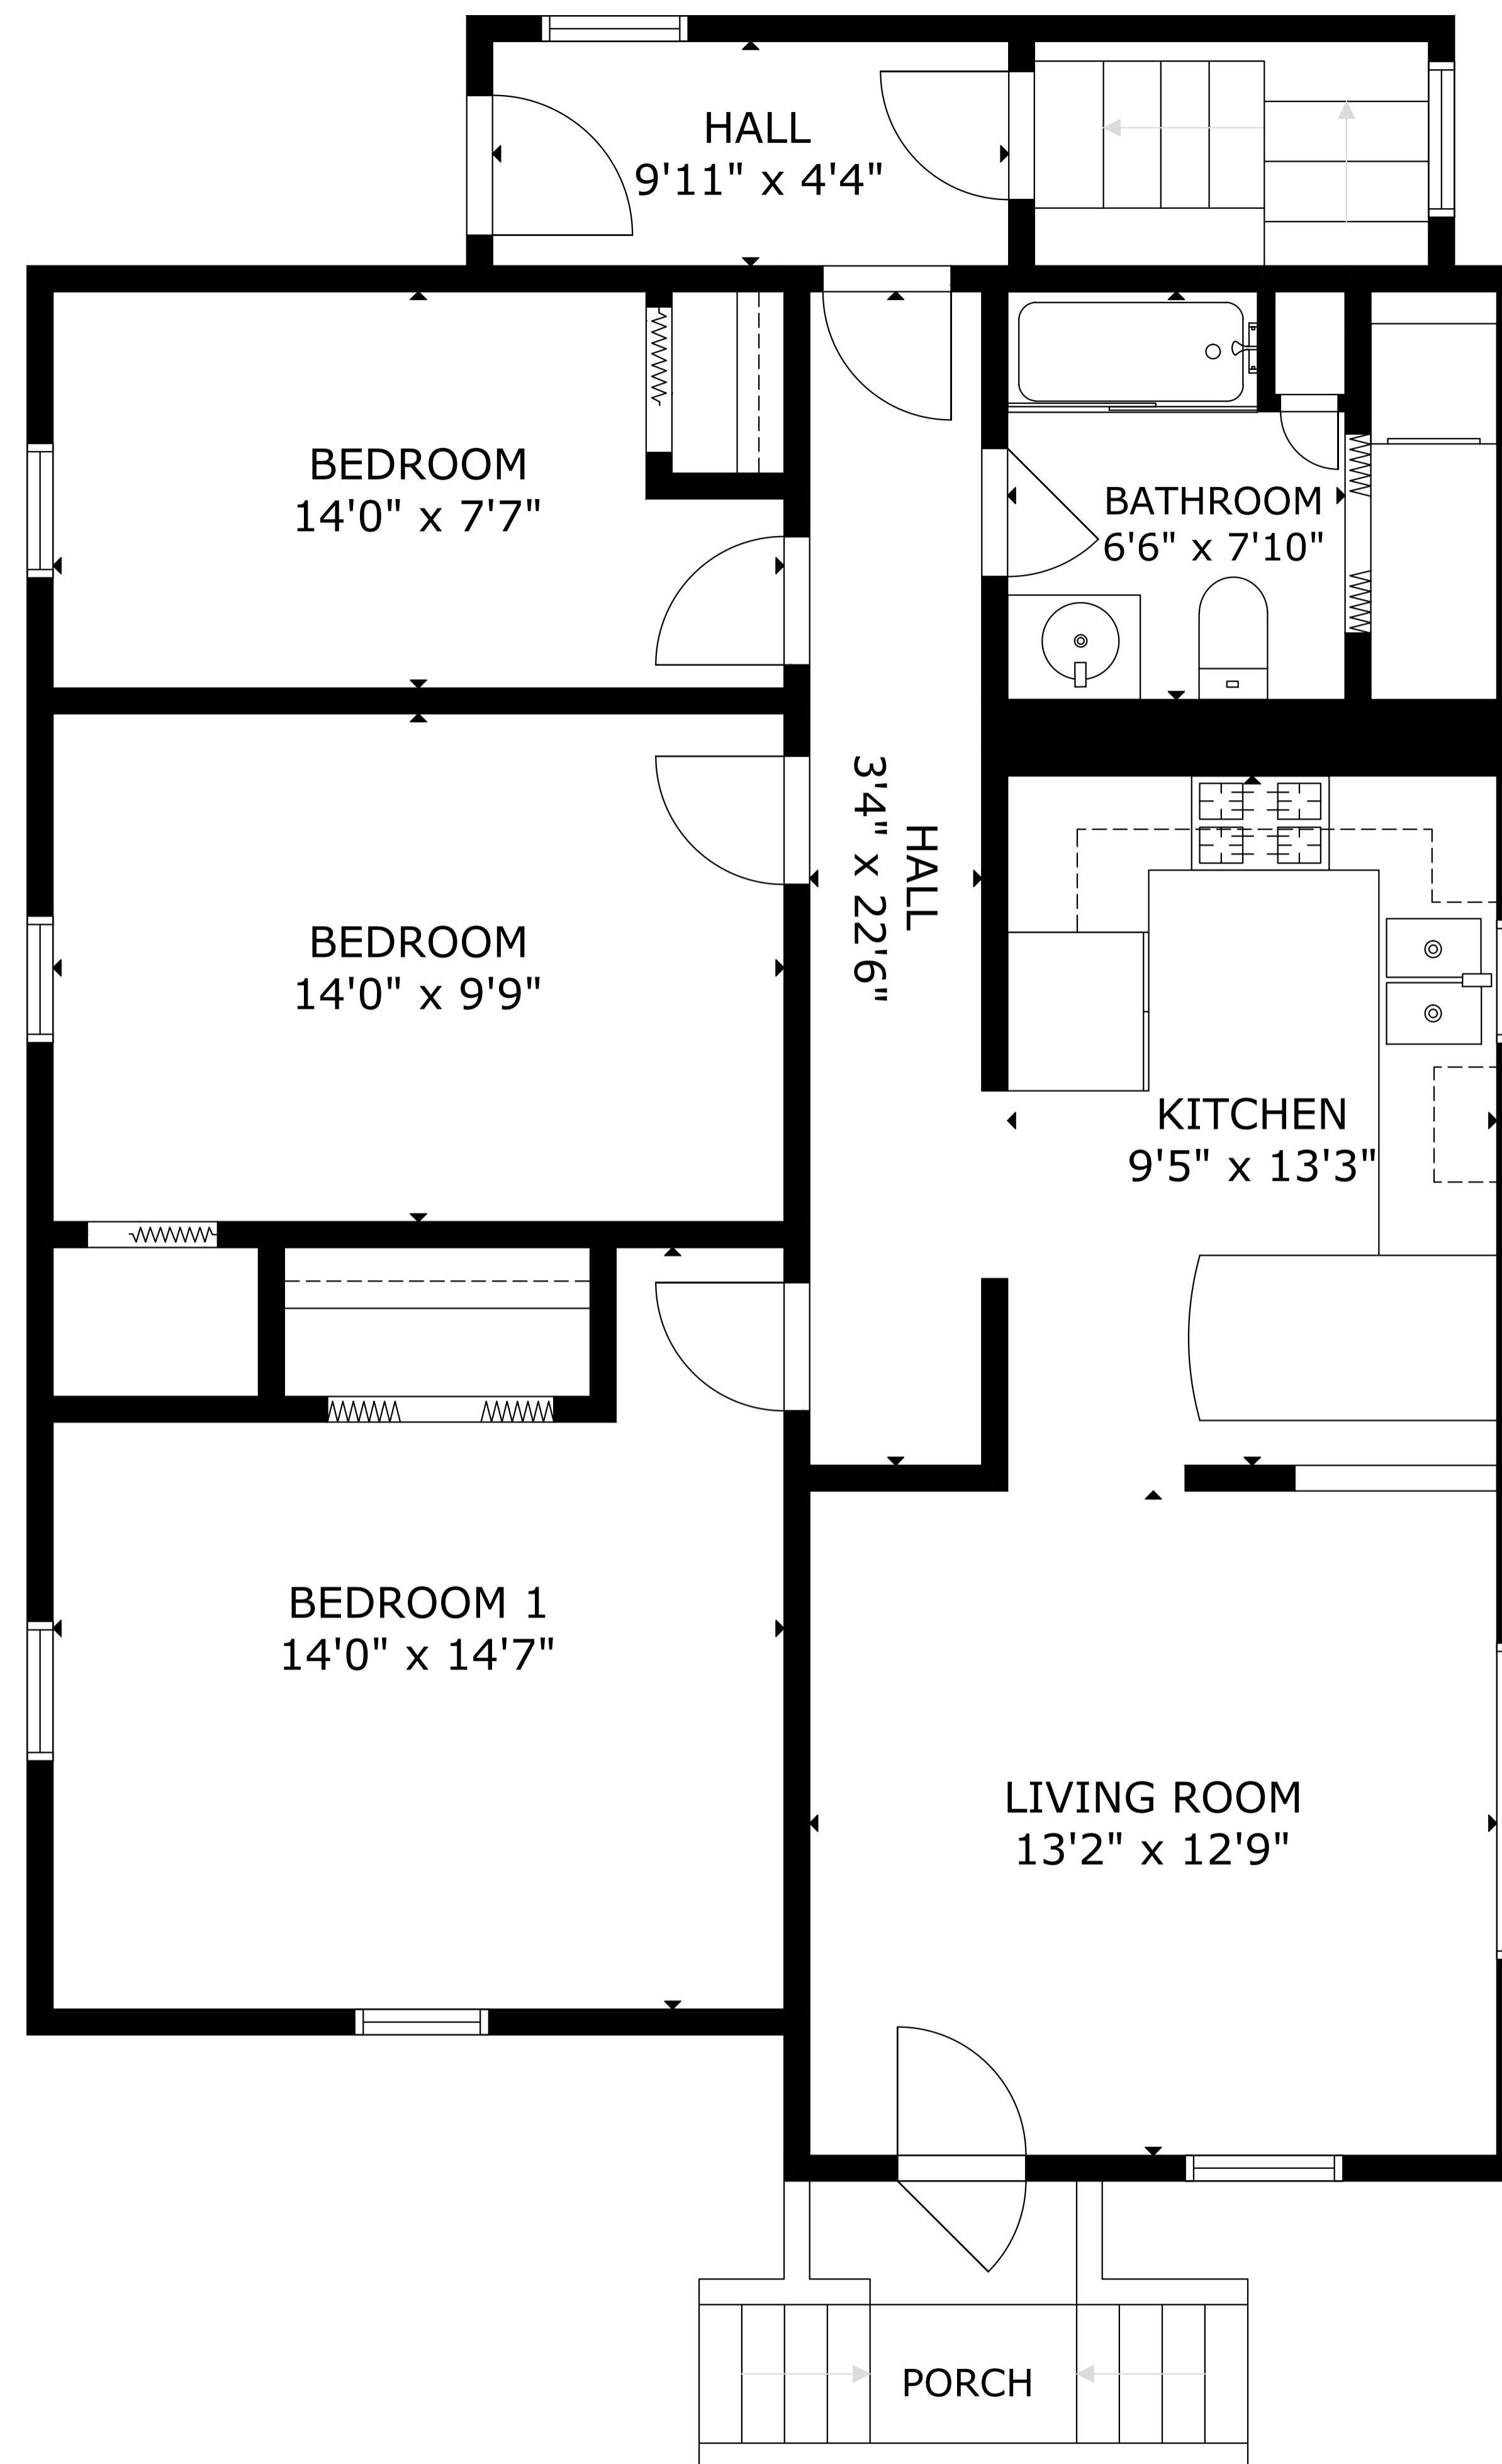 HALL
9'11" x 4'4"
BEDROOM
14'0" x 7'7"
BATHROOM
6'6" x 7'10"
HALL
3'4" x 22'6"
BEDROOM
14'0" x 9'9"
KITCHEN
9'5" x 13'3"
BEDROOM 1
14'0" x 14'7"
LIVING ROOM
13'2" x 12'9"
PORCH